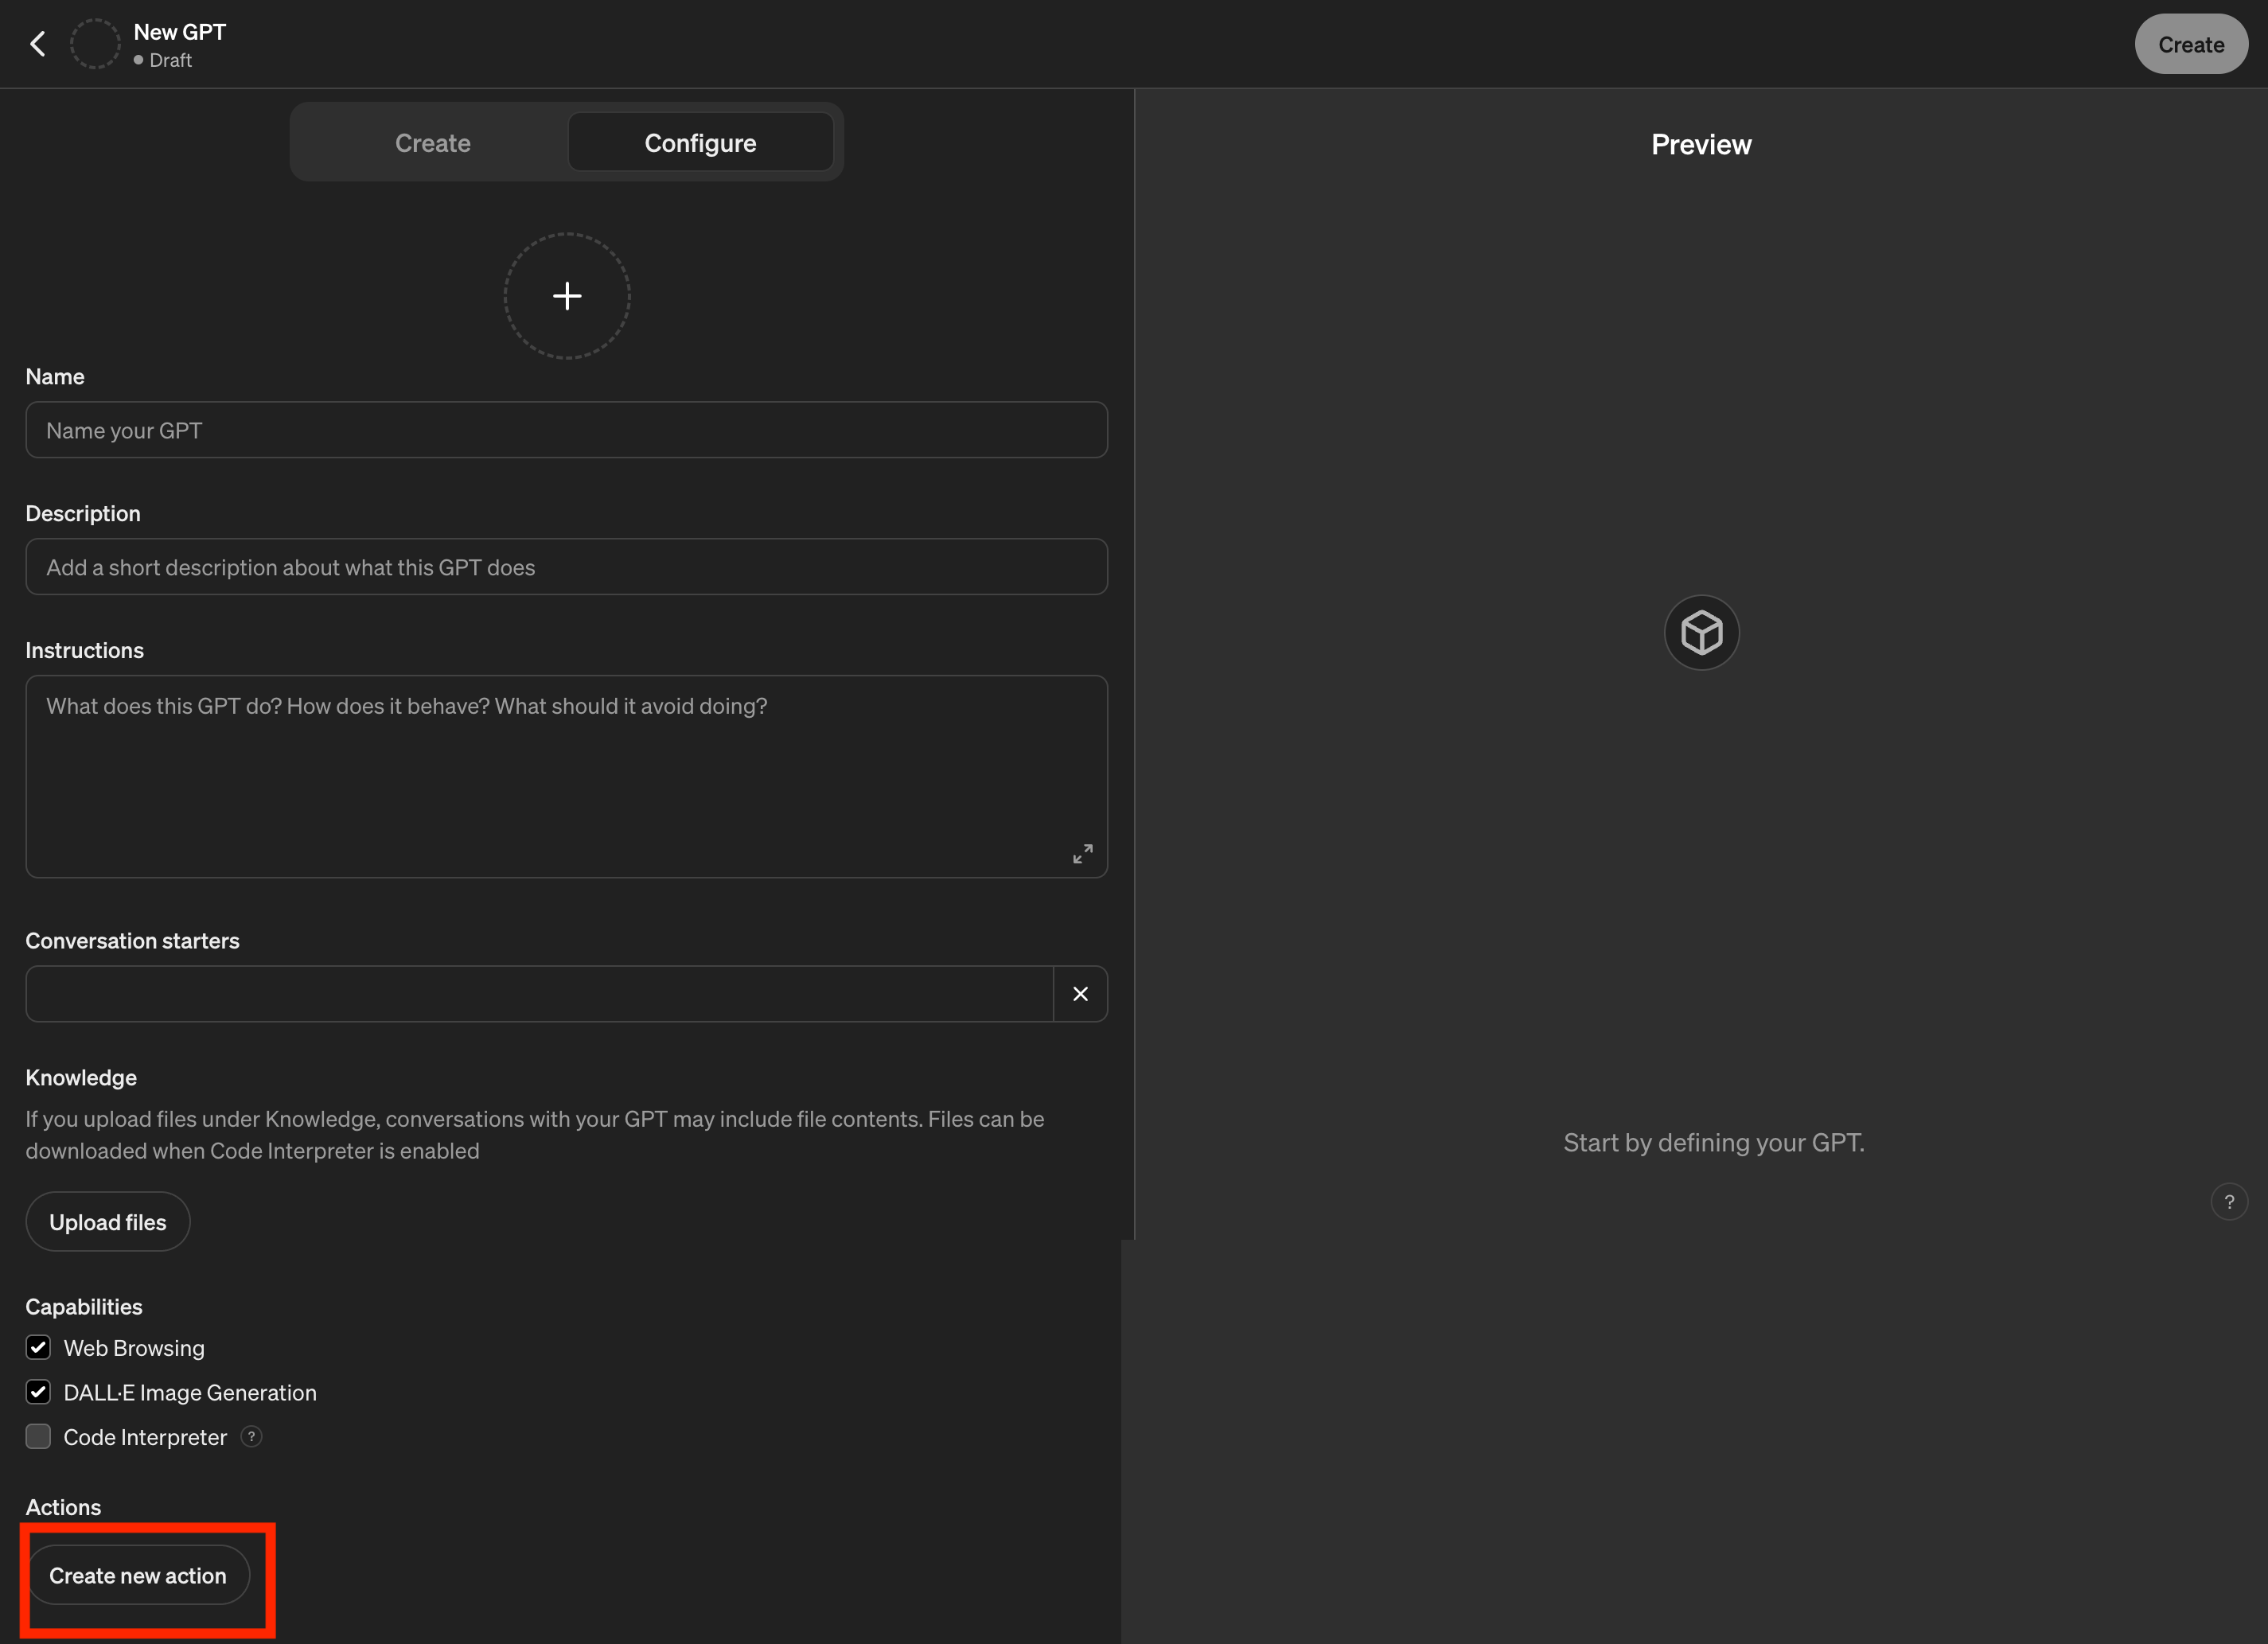 New GPT
Draft
Create
Create
Configure
Preview
Name
Name your GPT
Description
Add a short description about what this GPT does
Instructions
What does this GPT do? How does it behave? What should it avoid doing?
Conversation starters
Knowledge
If you upload files under Knowledge, conversations with your GPT may include file contents. Files can be
downloaded when Code Interpreter is enabled
Upload files
Capabilities
Web Browsing
DALL·E Image Generation
Code Interpreter ?
Actions
Create new action
Start by defining your GPT.
?